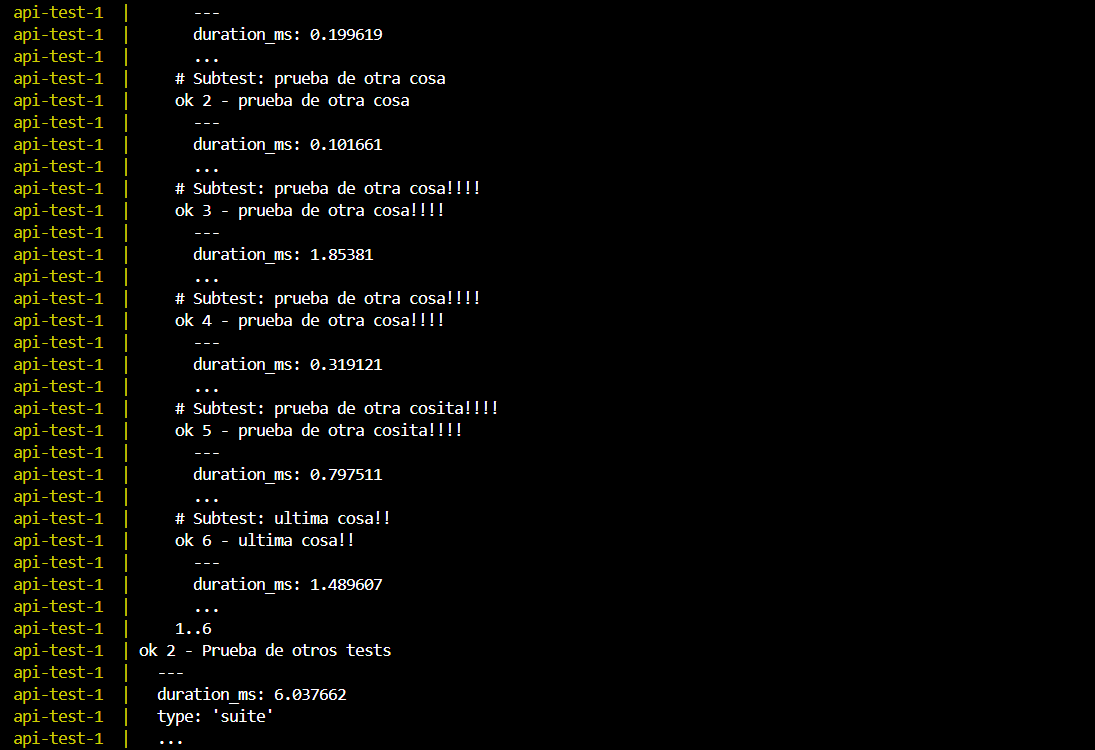 api-test-1  |       ---
api-test-1  |       duration_ms: 0.199619
api-test-1  |       ...
api-test-1  |     # Subtest: prueba de otra cosa
api-test-1  |     ok 2 - prueba de otra cosa
api-test-1  |       ---
api-test-1  |       duration_ms: 0.101661
api-test-1  |       ...
api-test-1  |     # Subtest: prueba de otra cosa!!!!
api-test-1  |     ok 3 - prueba de otra cosa!!!!
api-test-1  |       ---
api-test-1  |       duration_ms: 1.85381
api-test-1  |       ...
api-test-1  |     # Subtest: prueba de otra cosa!!!!
api-test-1  |     ok 4 - prueba de otra cosa!!!!
api-test-1  |       ---
api-test-1  |       duration_ms: 0.319121
api-test-1  |       ...
api-test-1  |     # Subtest: prueba de otra cosita!!!!
api-test-1  |     ok 5 - prueba de otra cosita!!!!
api-test-1  |       ---
api-test-1  |       duration_ms: 0.797511
api-test-1  |       ...
api-test-1  |     # Subtest: ultima cosa!!
api-test-1  |     ok 6 - ultima cosa!!
api-test-1  |       ---
api-test-1  |       duration_ms: 1.489607
api-test-1  |       ...
api-test-1  |     1..6
api-test-1  | ok 2 - Prueba de otros tests
api-test-1  |   ---
api-test-1  |   duration_ms: 6.037662
api-test-1  |   type: 'suite'
api-test-1  |   ...